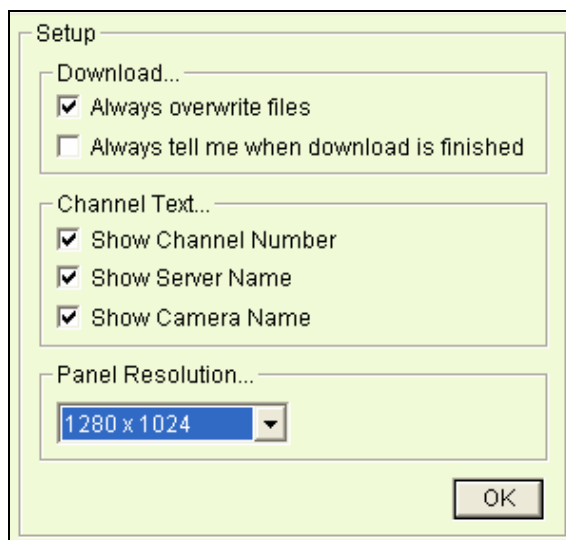 Setup
Download...
Always overwrite files
Always tell me when download is finished
Channel Text...
Show Channel Number
Show Server Name
Show Camera Name
Panel Resolution...
1280 x 1024
OK